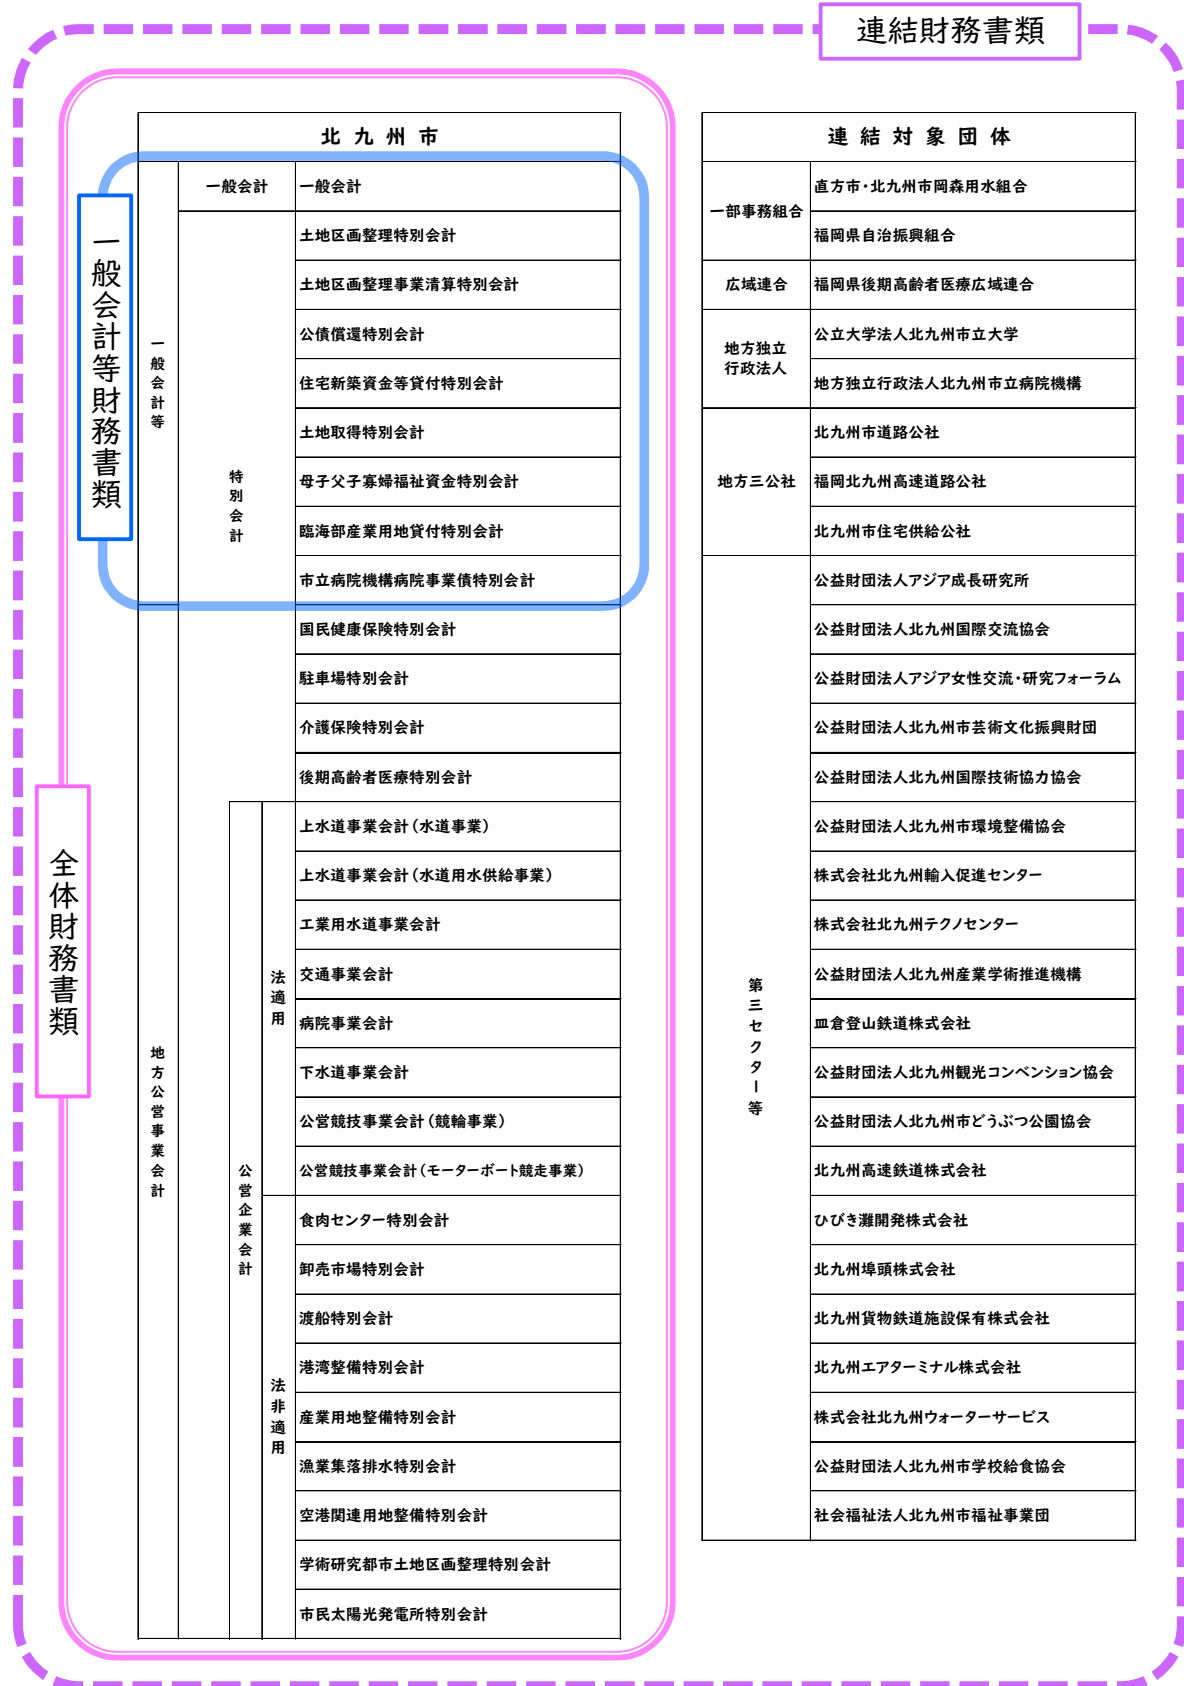 連結財務書類
北九州市
一般会計等財務書類
全体財務書類
一般会計等
一般会計
一般会計
特別会計
土地区画整理特別会計
土地区画整理事業清算特別会計
公債償還特別会計
住宅新築資金等貸付特別会計
土地取得特別会計
母子父子寡婦福祉資金特別会計
臨海部産業用地貸付特別会計
市立病院機構病院事業債特別会計
地方公営事業会計
国民健康保険特別会計
駐車場特別会計
介護保険特別会計
後期高齢者医療特別会計
公営企業会計
法適用
上水道事業会計(水道事業)
上水道事業会計(水道用水供給事業)
工業用水道事業会計
交通事業会計
病院事業会計
下水道事業会計
公営競技事業会計(競輪事業)
公営競技事業会計(モーターボート競走事業)
法非適用
食肉センター特別会計
卸売市場特別会計
渡船特別会計
港湾整備特別会計
産業用地整備特別会計
漁業集落排水特別会計
空港関連用地整備特別会計
学術研究都市土地区画整理特別会計
市民太陽光発電所特別会計
連結対象団体
一部事務組合
直方市・北九州市岡森用水組合
福岡県自治振興組合
広域連合
福岡県後期高齢者医療広域連合
地方独立
行政法人
公立大学法人北九州市立大学
地方独立行政法人北九州市立病院機構
地方三公社
北九州市道路公社
福岡北九州高速道路公社
北九州市住宅供給公社
第三セクター等
公益財団法人アジア成長研究所
公益財団法人北九州国際交流協会
公益財団法人アジア女性交流・研究フォーラム
公益財団法人北九州市芸術文化振興財団
公益財団法人北九州国際技術協力協会
公益財団法人北九州市環境整備協会
株式会社北九州輸入促進センター
株式会社北九州テクノセンター
公益財団法人北九州産業学術推進機構
皿倉登山鉄道株式会社
公益財団法人北九州観光コンベンション協会
公益財団法人北九州市どうぶつ公園協会
北九州高速鉄道株式会社
ひびき灘開発株式会社
北九州埠頭株式会社
北九州貨物鉄道施設保有株式会社
北九州エアターミナル株式会社
株式会社北九州ウォーターサービス
公益財団法人北九州市学校給食協会
社会福祉法人北九州市福祉事業団